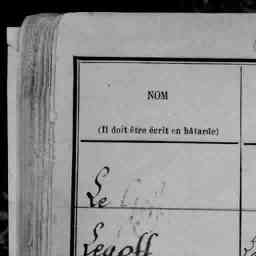 NOM
(Il doit être écrit en bâtarde)
Le
Legoff